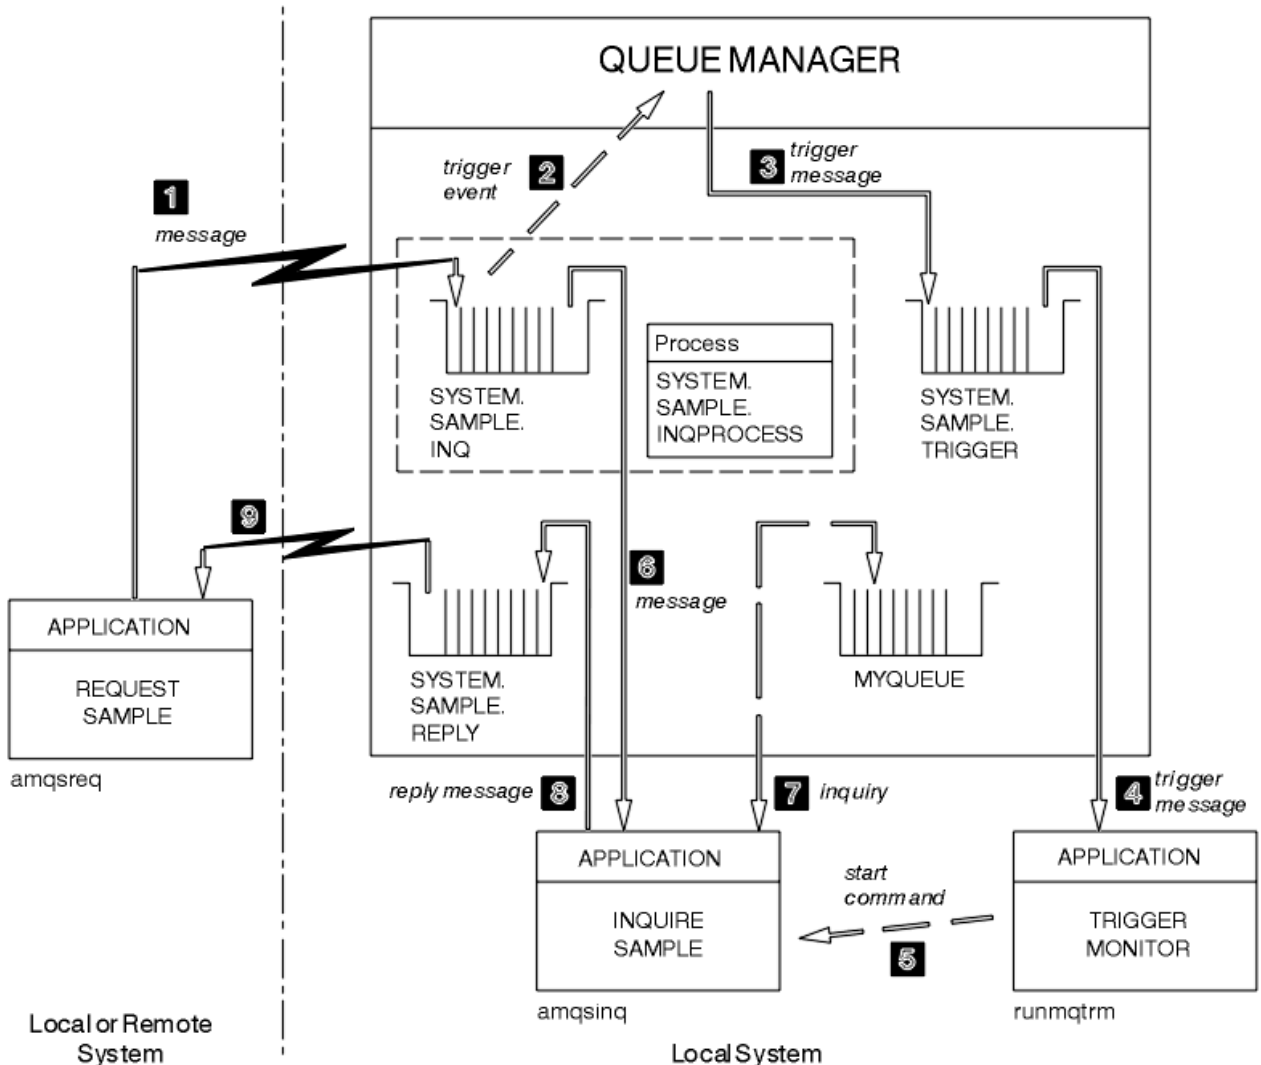 QUEUE MANAGER
trigger
event
2
3
trigger
message
1
message
Process
SYSTEM.
SAMPLE.
INQPROCESS
SYSTEM.
SAMPLE.
INQ
SYSTEM.
SAMPLE.
TRIGGER
9
6
message
APPLICATION
REQUEST
SAMPLE
amqsreq
SYSTEM.
SAMPLE.
REPLY
MYQUEUE
reply message
8
7
inquiry
4
trigger
message
APPLICATION
INQUIRE
SAMPLE
amqsinq
start
command
5
APPLICATION
TRIGGER
MONITOR
runmqtrm
Local or Remote
System
Local System